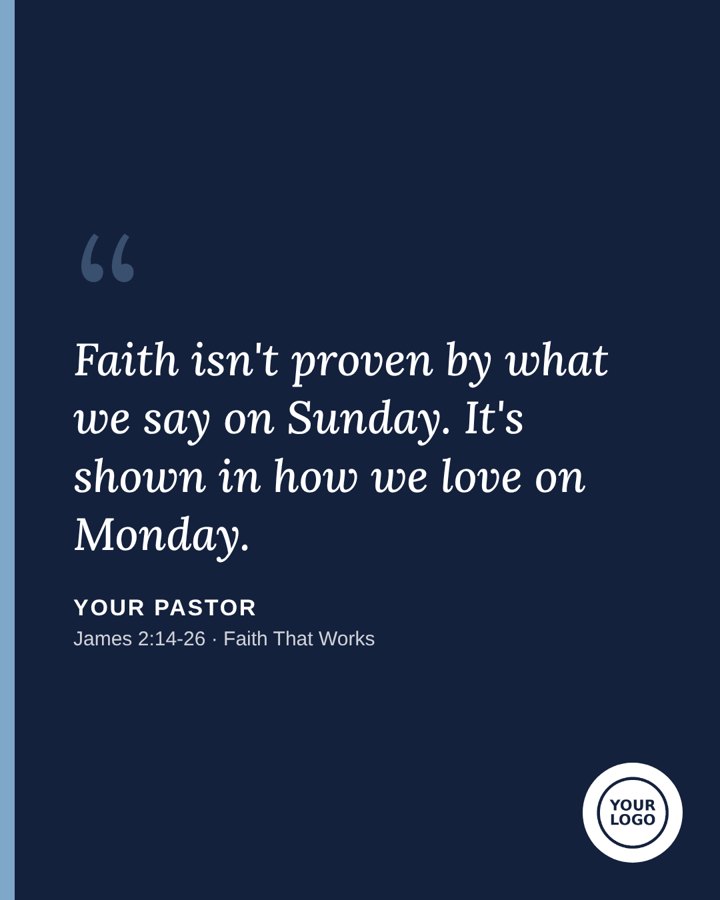 “
Faith isn't proven by what
we say on Sunday. It's
shown in how we love on
Monday.
YOUR PASTOR
James 2:14-26 · Faith That Works
YOUR
LOGO